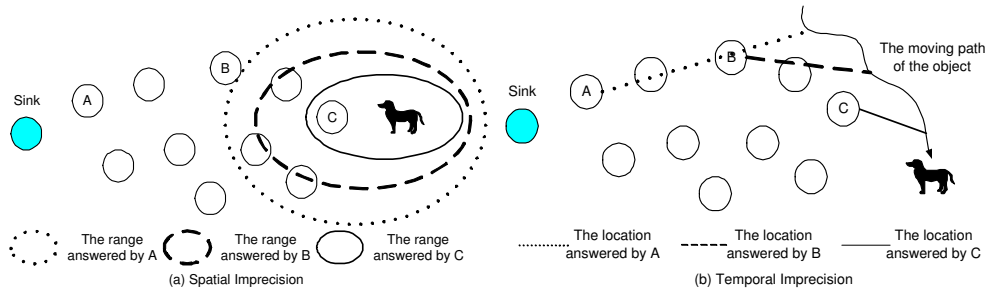 Sink
A
B
C
The range
answered by A
The range
answered by B
The range
answered by C
(a) Spatial Imprecision
Sink
A
B
C
The moving path
of the object
The location
answered by A
The location
answered by B
The location
answered by C
(b) Temporal Imprecision